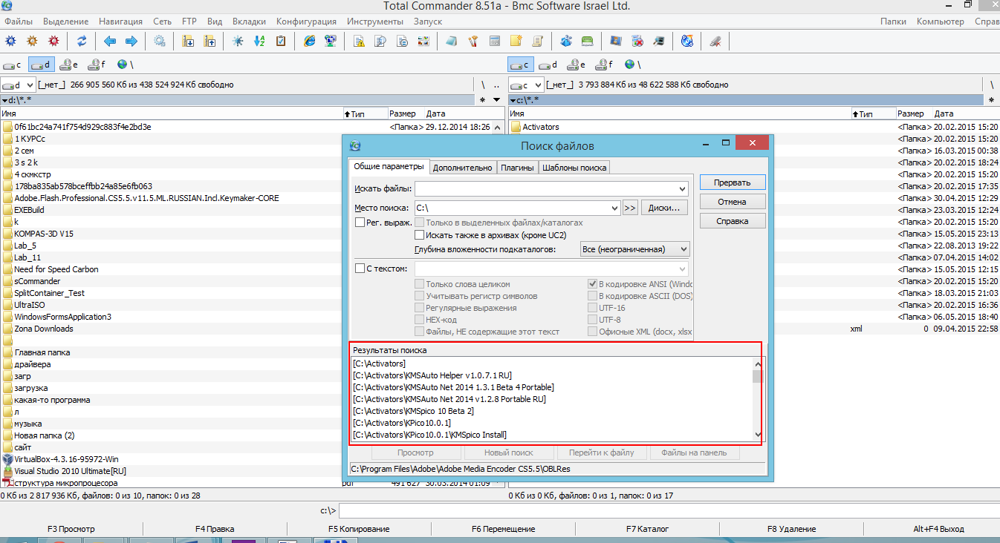 Total Commander 8.51a - Bmc Software Israel Ltd.
Файлы Выделение Навигация Сеть FTP Вид Вкладки Конфигурация Инструменты Запуск Папки Компьютер Справ
c d e f \ c d e f \
d [_нет_] 266 905 560 Кб из 438 524 924 Кб свободно \ .. c [_нет_] 3 793 884 Кб из 48 622 588 Кб свободно \
d:\*.* * c:\*.* *
Имя Тип Размер Дата Имя Тип Размер Дата
0f61bc24a741f754d929c883f4e2bd3e <Папка> 29.12.2014 18:26
1 КУРСс
2 сем
3 s 2 k
4 скмкстр
178ba835ab578bceffbb24a85e6fb063
Adobe.Flash.Professional.CS5.5.v11.5.ML.RUSSIAN.Incl.Keymaker-CORE
EXEBuild
k
KOMPAS-3D V15
Lab_5
Lab_11
Need for Speed Carbon
sCommander
SplitContainer_Test
UltraISO
WindowsFormsApplication3
Zona Downloads
Главная папка
драйвера
загр
загрузка
какая-то программа
л
музыка
Новая папка (2)
сайт
VirtualBox-4.3.16-95972-Win
Visual Studio 2010 Ultimate[RU]
структура микропроцесора pdf 491 627 30.03.2014 01:09
Activators <Папка> 20.02.2015 15:20
<Папка> 20.02.2015 15:20
<Папка> 16.03.2015 00:38
<Папка> 20.02.2015 18:24
<Папка> 20.02.2015 15:20
<Папка> 20.02.2015 17:35
<Папка> 30.04.2015 12:29
<Папка> 23.03.2015 12:24
<Папка> 20.02.2015 15:20
<Папка> 15.05.2015 23:13
<Папка> 22.08.2013 19:22
<Папка> 07.04.2015 14:02
<Папка> 15.05.2015 12:15
<Папка> 20.02.2015 15:20
<Папка> 18.03.2015 21:03
<Папка> 20.02.2015 16:36
<Папка> 06.05.2015 18:40
xml 0 09.04.2015 22:58
Поиск файлов
Общие параметры Дополнительно Плагины Шаблоны поиска
Искать файлы: Прервать
Место поиска: C:\ >> Диски... Отмена
Рег. выраж. Только в выделенных файлах/каталогах Справка
Искать также в архивах (кроме UC2)
Глубина вложенности подкаталогов: Все (неограниченная)
С текстом:
Только слова целиком В кодировке ANSI (Windo
Учитывать регистр символов В кодировке ASCII (DOS)
Регулярные выражения UTF-16
HEX-код UTF-8
Файлы, НЕ содержащие этот текст Офисные XML (docx, xlsx
Результаты поиска
[C:\Activators]
[C:\Activators\KMSAuto Helper v1.0.7.1 RU]
[C:\Activators\KMSAuto Net 2014 1.3.1 Beta 4 Portable]
[C:\Activators\KMSAuto Net 2014 v1.2.8 Portable RU]
[C:\Activators\KMSpico 10 Beta 2]
[C:\Activators\KPico10.0.1]
[C:\Activators\KPico10.0.1\KMSpico Install]
Просмотр Новый поиск Перейти к файлу Файлы на панель
C:\Program Files\Adobe\Adobe Media Encoder CS5.5\OBLRes
0 Кб из 2 817 936 Кб, файлов: 0 из 10, папок: 0 из 28 0 Кб из 0 Кб, файлов: 0 из 1, папок: 0 из 17
c:\>
F3 Просмотр F4 Правка F5 Копирование F6 Перемещение F7 Каталог F8 Удаление Alt+F4 Выход